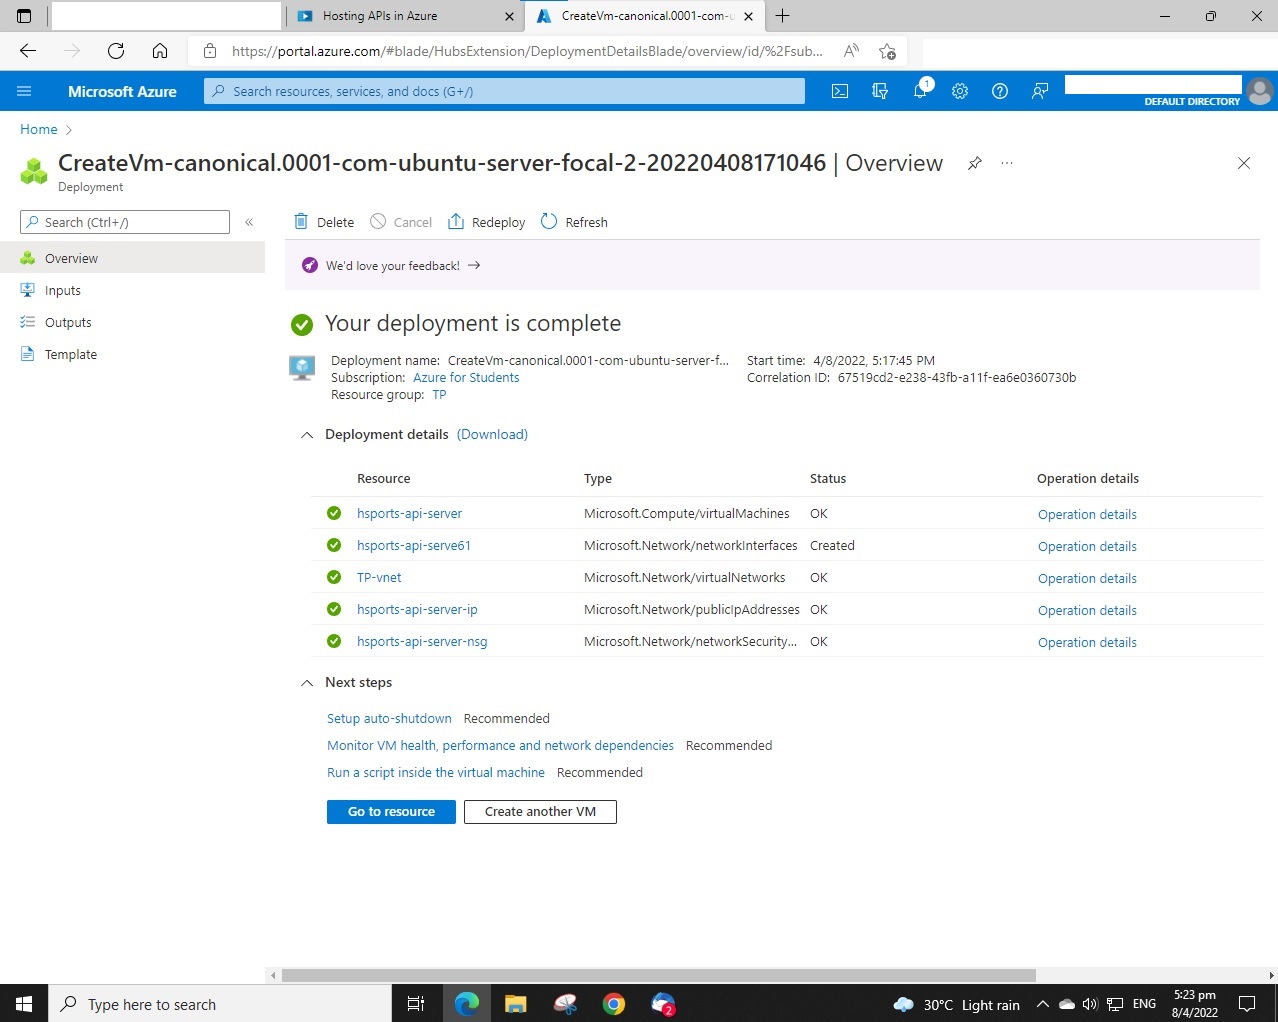 Hosting APIs in Azure
CreateVm-canonical.0001-com-u
https://portal.azure.com/#blade/HubsExtension/DeploymentDetailsBlade/overview/id/%2Fsub...
Microsoft Azure
Search resources, services, and docs (G+/)
1
DEFAULT DIRECTORY
Home >
CreateVm-canonical.0001-com-ubuntu-server-focal-2-20220408171046 | Overview
...
Deployment
Search (Ctrl+/)
«
Delete
Cancel
Redeploy
Refresh
Overview
Inputs
Outputs
Template
We'd love your feedback! →
Your deployment is complete
Deployment name: CreateVm-canonical.0001-com-ubuntu-server-f...
Start time: 4/8/2022, 5:17:45 PM
Subscription: Azure for Students
Correlation ID: 67519cd2-e238-43fb-a11f-ea6e0360730b
Resource group: TP
Deployment details (Download)
Resource Type Status Operation details
hsports-api-server Microsoft.Compute/virtualMachines OK Operation details
hsports-api-serve61 Microsoft.Network/networkInterfaces Created Operation details
TP-vnet Microsoft.Network/virtualNetworks OK Operation details
hsports-api-server-ip Microsoft.Network/publicIpAddresses OK Operation details
hsports-api-server-nsg Microsoft.Network/networkSecurity... OK Operation details
Next steps
Setup auto-shutdown Recommended
Monitor VM health, performance and network dependencies Recommended
Run a script inside the virtual machine Recommended
Go to resource
Create another VM
Type here to search
2
30°C Light rain
ENG
5:23 pm
8/4/2022